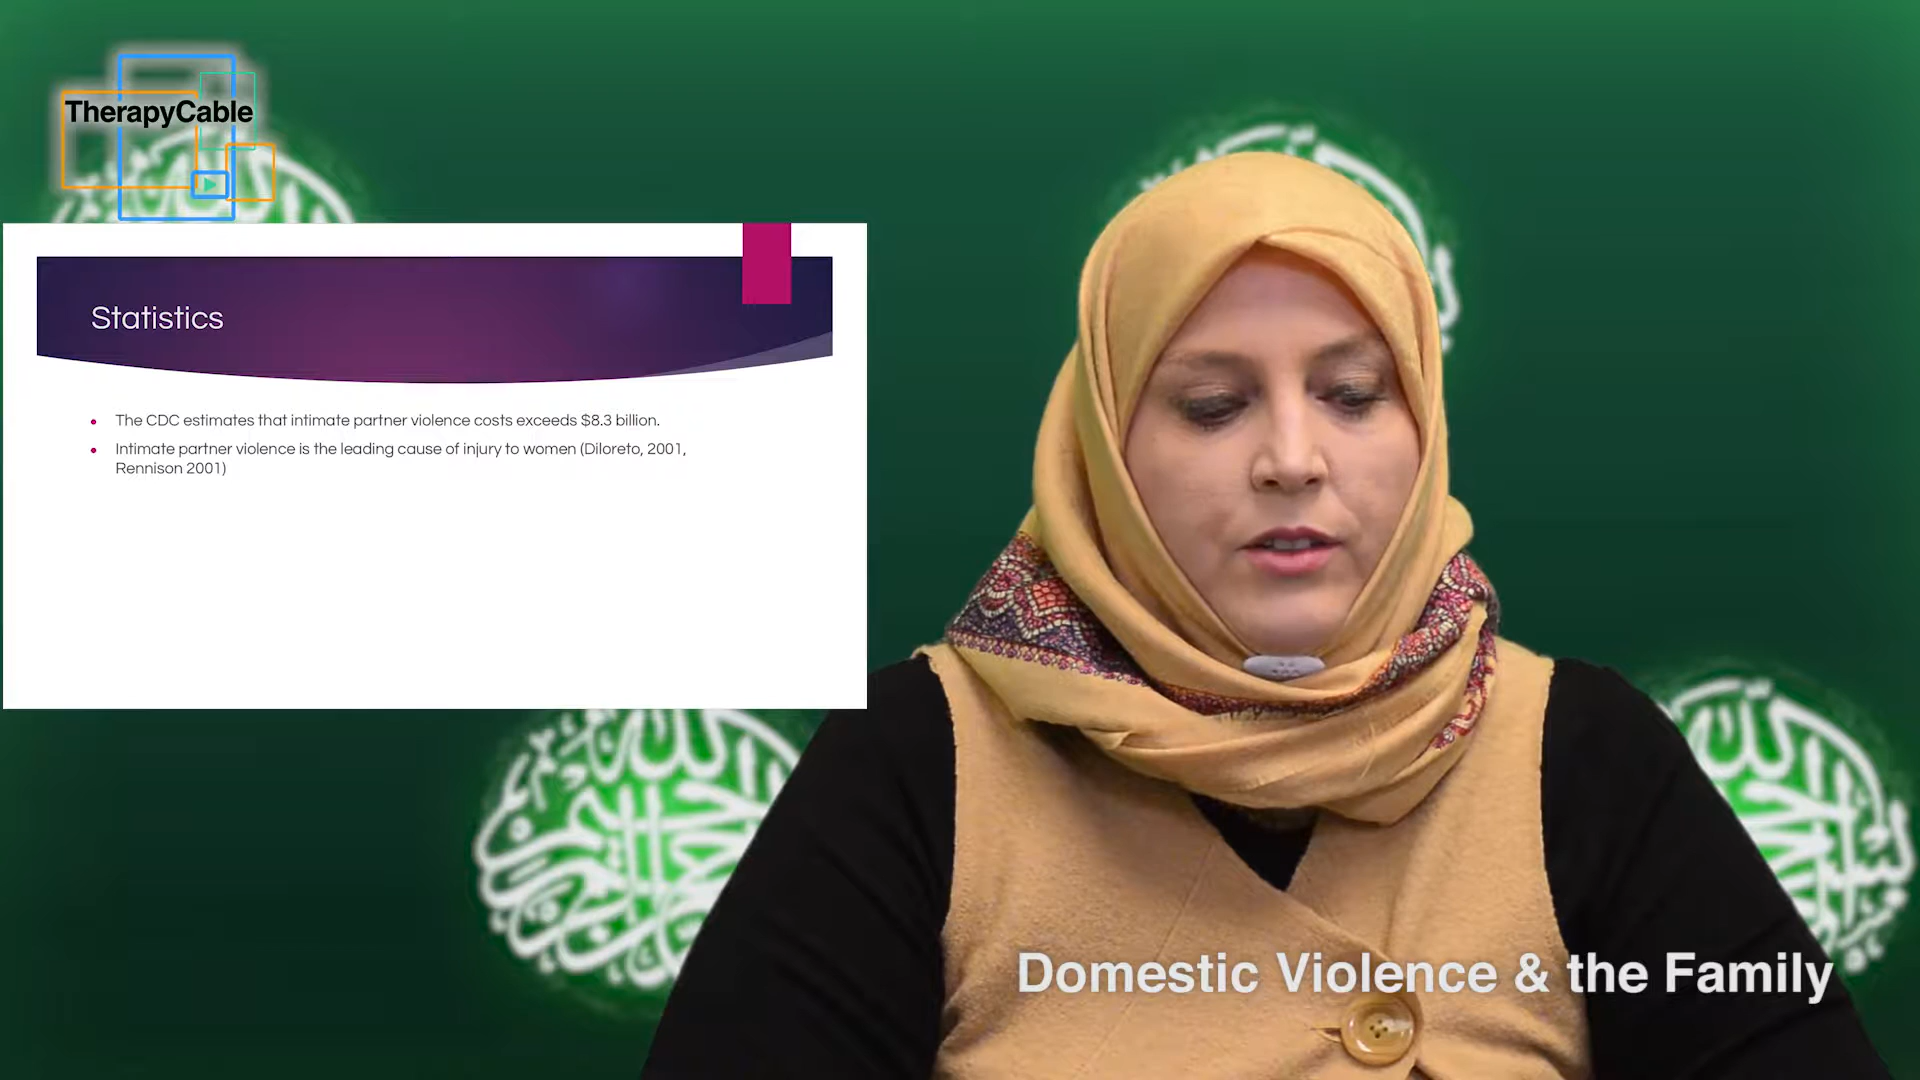 TherapyCable
Statistics
The CDC estimates that intimate partner violence costs exceeds $8.3 billion.
Intimate partner violence is the leading cause of injury to women (Diloreto, 2001,
Rennison 2001)
Domestic Violence & the Family